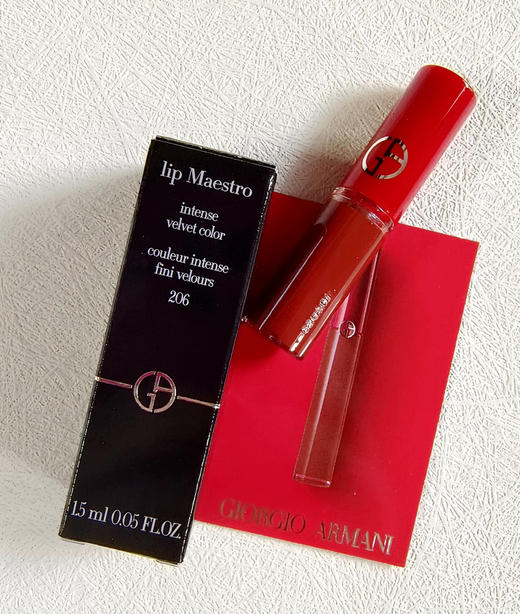 lip Maestro
intense
velvet color
couleur intense
fini velours
206
1.5 ml 0.05 FL.OZ.
GIORGIO ARMANI